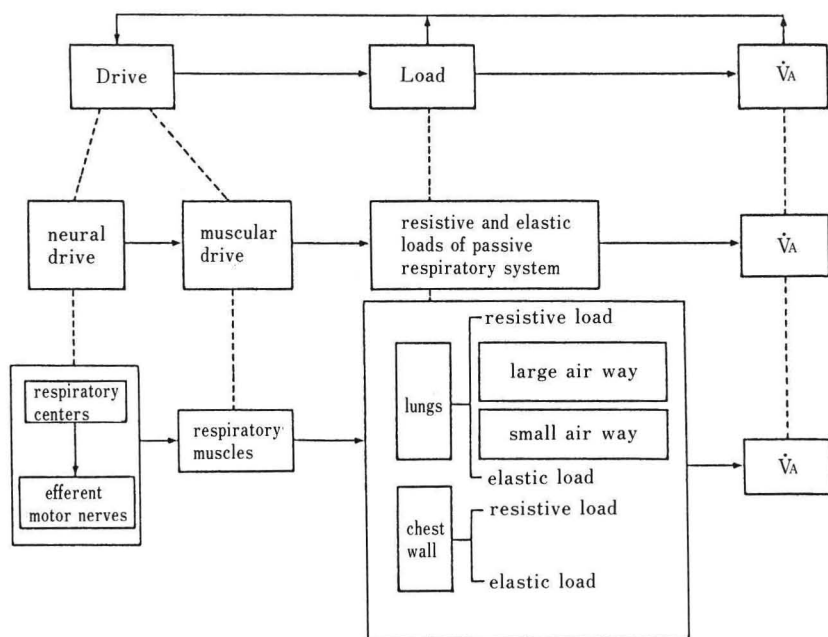 Drive
Load
V̇A
neural
drive
muscular
drive
resistive and elastic
loads of passive
respiratory system
V̇A
respiratory
centers
efferent
motor nerves
respiratory
muscles
lungs
resistive load
large air way
small air way
elastic load
chest
wall
resistive load
elastic load
V̇A